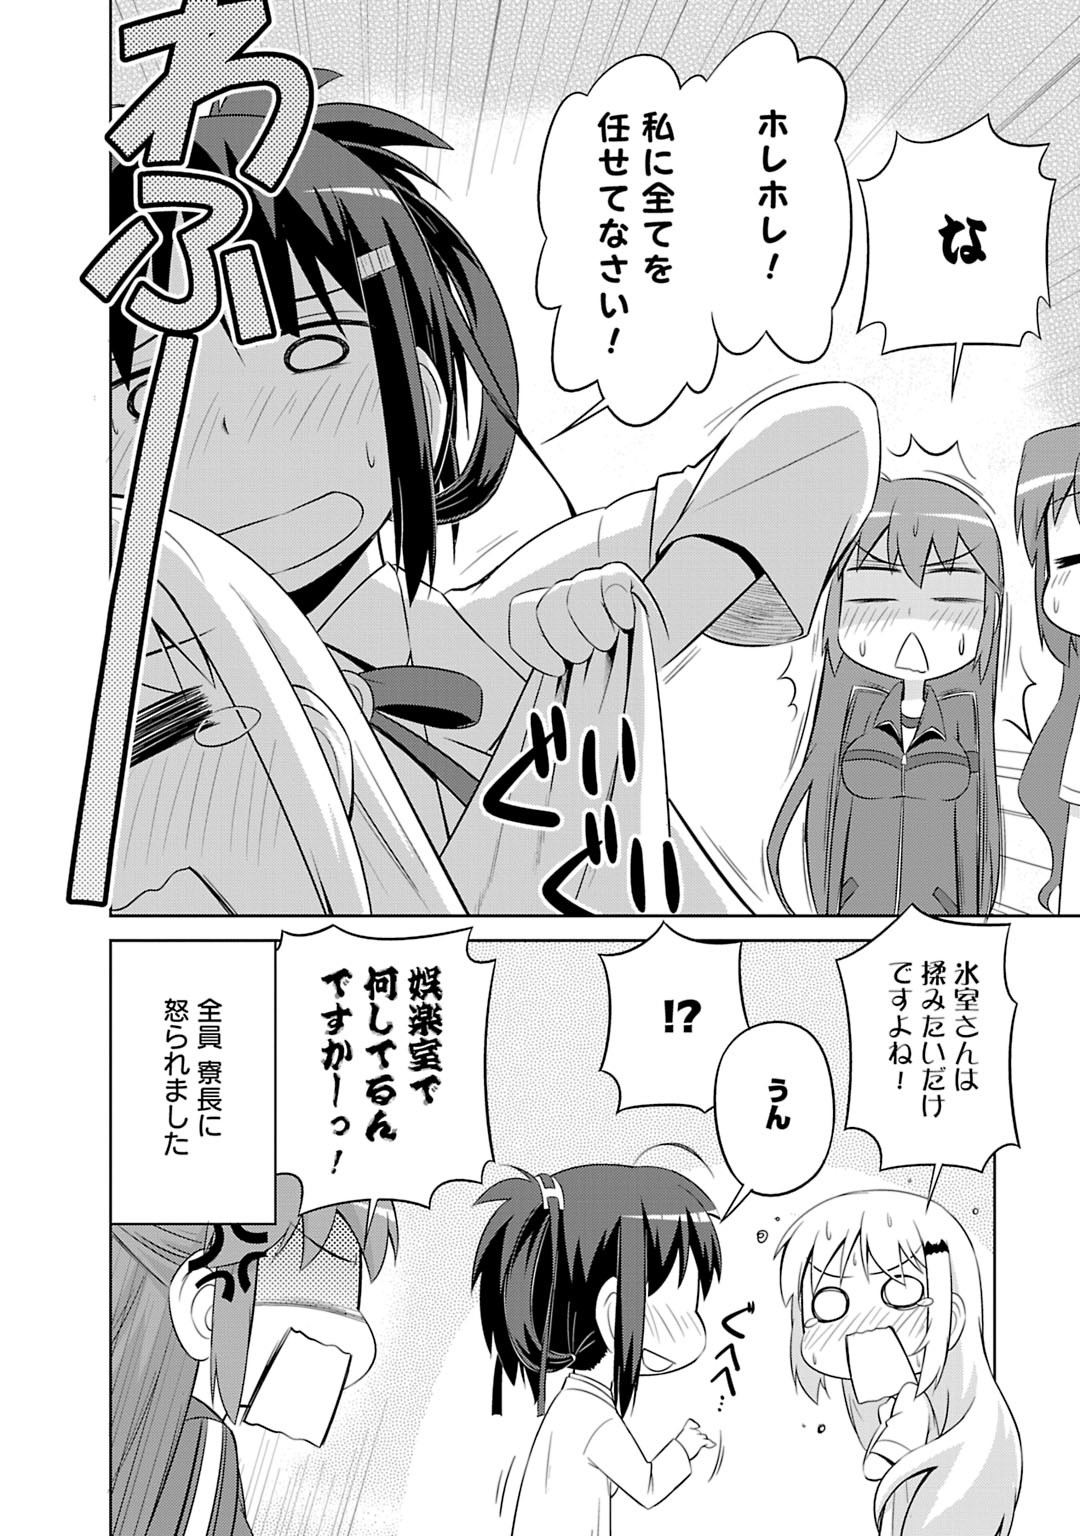 な
ホレホレ！
私に全てを
任せてなさい！
わふー
ぐいぐい
氷室さんは
揉みたいだけ
ですよね！
うん
!?
ぐへへ…
娯楽室で
何してるん
ですかーっ！
全員 寮長に
怒られました